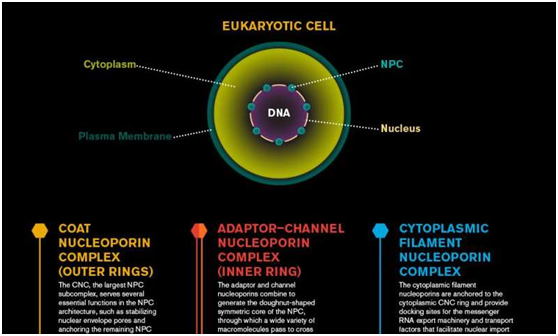 EUKARYOTIC CELL
Cytoplasm
NPC
DNA
Plasma Membrane
Nucleus
COAT
NUCLEOPORIN
COMPLEX
(OUTER RINGS)
The CNC, the largest NPC
subcomplex, serves several
essential functions in the NPC
architecture, such as stabilizing
nuclear envelope pores and
anchoring the remaining NPC
ADAPTOR–CHANNEL
NUCLEOPORIN
COMPLEX
(INNER RING)
The adaptor and channel
nucleoporins combine to
generate the doughnut-shaped
symmetric core of the NPC,
through which a wide variety of
macromolecules pass to cross
CYTOPLASMIC
FILAMENT
NUCLEOPORIN
COMPLEX
The cytoplasmic filament
nucleoporins are anchored to the
cytoplasmic CNC ring and provide
docking sites for the messenger
RNA export machinery and transport
factors that facilitate nuclear import